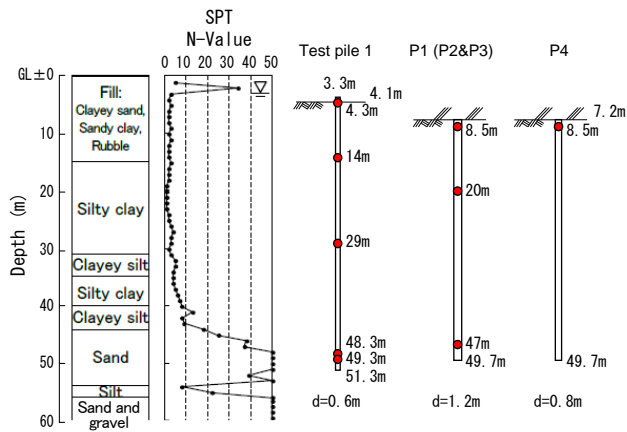 SPT
N-Value
0 10 20 30 40 50
GL±0
10
20
30
40
50
60
Depth (m)
Fill:
Clayey sand,
Sandy clay,
Rubble
Silty clay
Clayey silt
Silty clay
Clayey silt
Sand
Silt
Sand and
gravel
Test pile 1
3.3m
4.1m
4.3m
14m
29m
48.3m
49.3m
51.3m
d=0.6m
P1 (P2&P3)
8.5m
20m
47m
49.7m
d=1.2m
P4
7.2m
8.5m
49.7m
d=0.8m